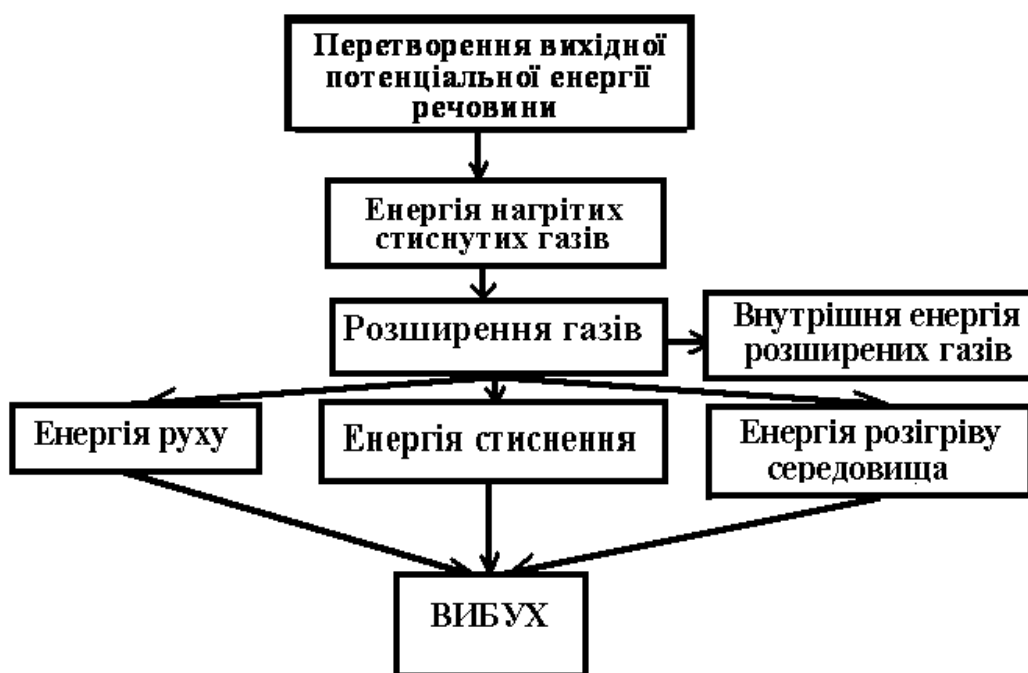 Перетворення вихідної
потенціальної енергії
речовини
Енергія нагрітих
стиснутих газів
Розширення газів
Внутрішня енергія
розширених газів
Енергія руху
Енергія стиснення
Енергія розігріву
середовища
ВИБУХ